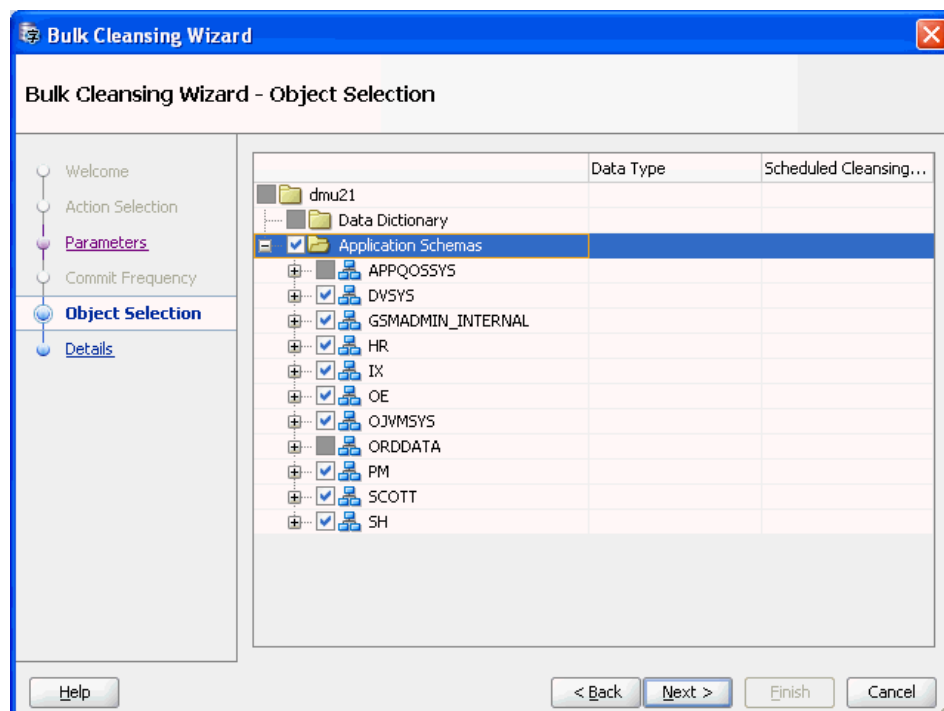 Bulk Cleansing Wizard
Bulk Cleansing Wizard - Object Selection
Welcome
Action Selection
Parameters
Commit Frequency
Object Selection
Details
Data Type
Scheduled Cleansing...
dmu21
Data Dictionary
Application Schemas
APPQOSSYS
DVSYS
GSMADMIN_INTERNAL
HR
IX
OE
OJVMSYS
ORDDATA
PM
SCOTT
SH
Help
< Back
Next >
Finish
Cancel